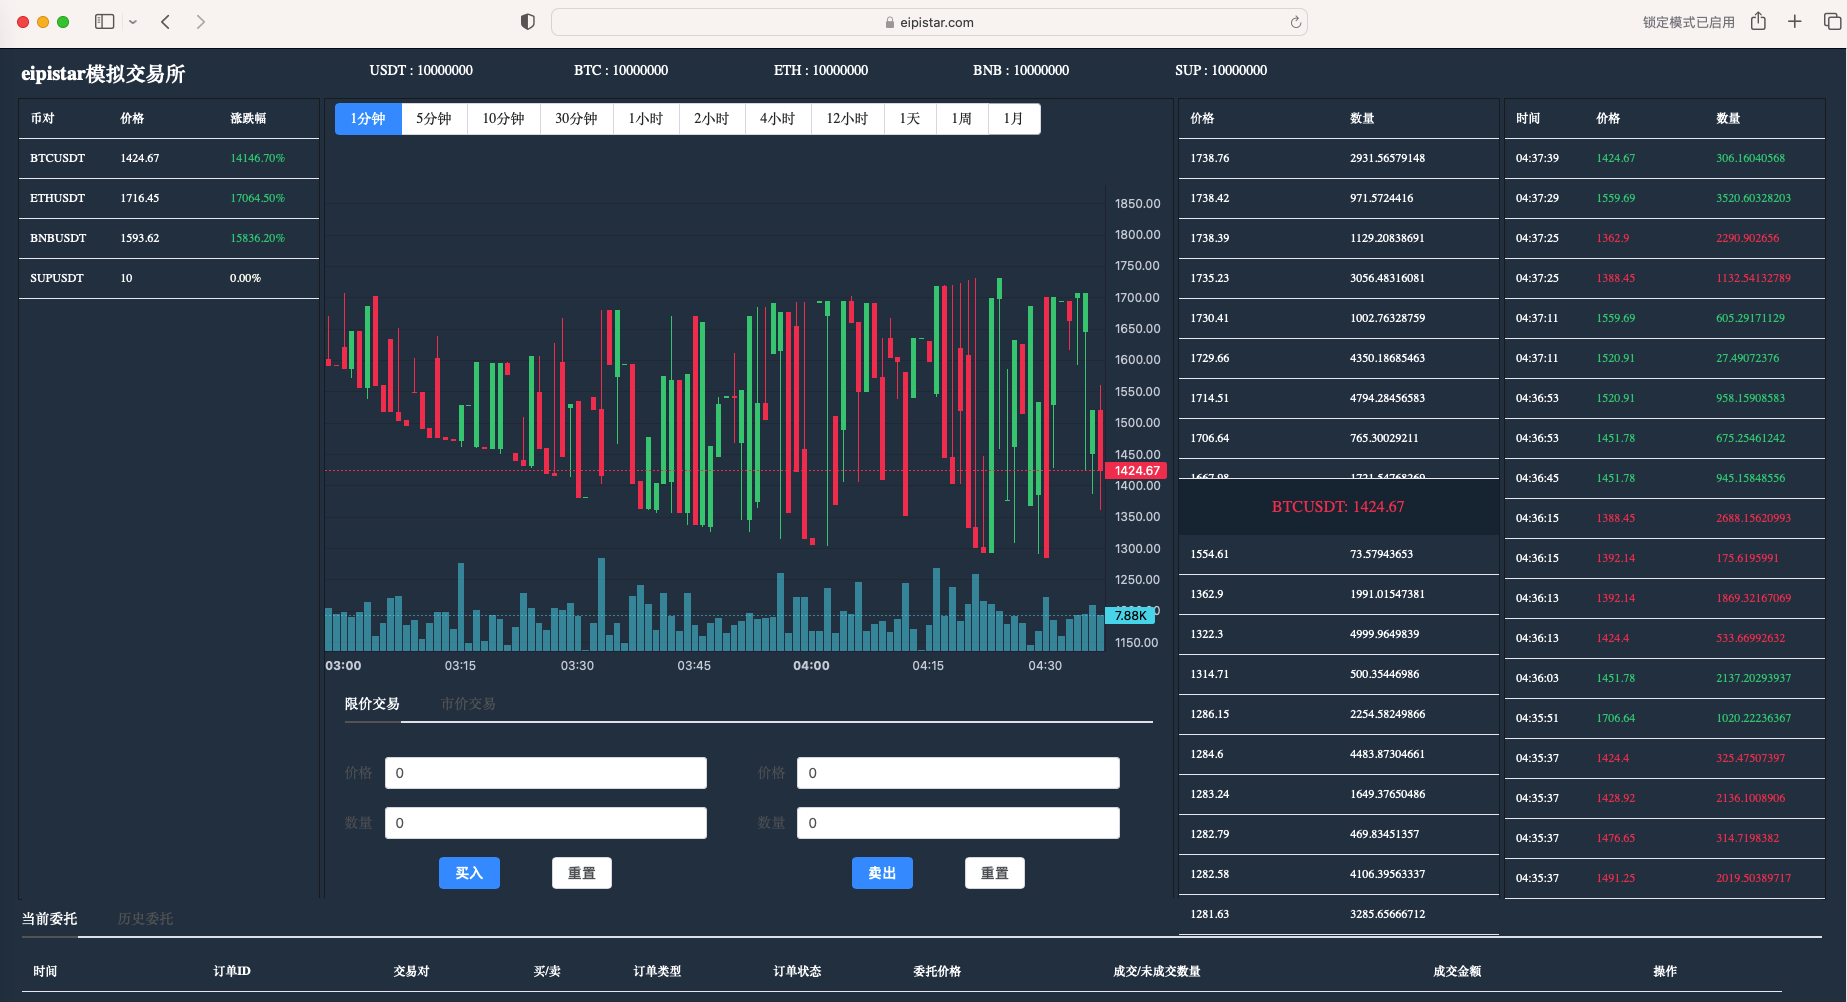 eipistar.com
锁定模式已启用
eipistar模拟交易所
USDT : 10000000 BTC : 10000000 ETH : 10000000 BNB : 10000000 SUP : 10000000
币对 价格 涨跌幅
BTCUSDT 1424.67 14146.70%
ETHUSDT 1716.45 17064.50%
BNBUSDT 1593.62 15836.20%
SUPUSDT 10 0.00%
1分钟 5分钟 10分钟 30分钟 1小时 2小时 4小时 12小时 1天 1周 1月
1850.00
1800.00
1750.00
1700.00
1650.00
1600.00
1550.00
1500.00
1450.00
1424.67
1400.00
1350.00
1300.00
1250.00
7.88K
1150.00
03:00 03:15 03:30 03:45 04:00 04:15 04:30
限价交易 市价交易
价格 0 价格 0
数量 0 数量 0
买入 重置 卖出 重置
价格 数量
1738.76 2931.56579148
1738.42 971.5724416
1738.39 1129.20838691
1735.23 3056.48316081
1730.41 1002.76328759
1729.66 4350.18685463
1714.51 4794.28456583
1706.64 765.30029211
BTCUSDT: 1424.67
1554.61 73.57943653
1362.9 1991.01547381
1322.3 4999.9649839
1314.71 500.35446986
1286.15 2254.58249866
1284.6 4483.87304661
1283.24 1649.37650486
1282.79 469.83451357
1282.58 4106.39563337
1281.63 3285.65666712
时间 价格 数量
04:37:39 1424.67 306.16040568
04:37:29 1559.69 3520.60328203
04:37:25 1362.9 2290.902656
04:37:25 1388.45 1132.54132789
04:37:11 1559.69 605.29171129
04:37:11 1520.91 27.49072376
04:36:53 1520.91 958.15908583
04:36:53 1451.78 675.25461242
04:36:45 1451.78 945.15848556
04:36:15 1388.45 2688.15620993
04:36:15 1392.14 175.6195991
04:36:13 1392.14 1869.32167069
04:36:13 1424.4 533.66992632
04:36:03 1451.78 2137.20293937
04:35:51 1706.64 1020.22236367
04:35:37 1424.4 325.47507397
04:35:37 1428.92 2136.1008906
04:35:37 1476.65 314.7198382
04:35:37 1491.25 2019.50389717
当前委托 历史委托
时间 订单ID 交易对 买/卖 订单类型 订单状态 委托价格 成交/未成交数量 成交金额 操作